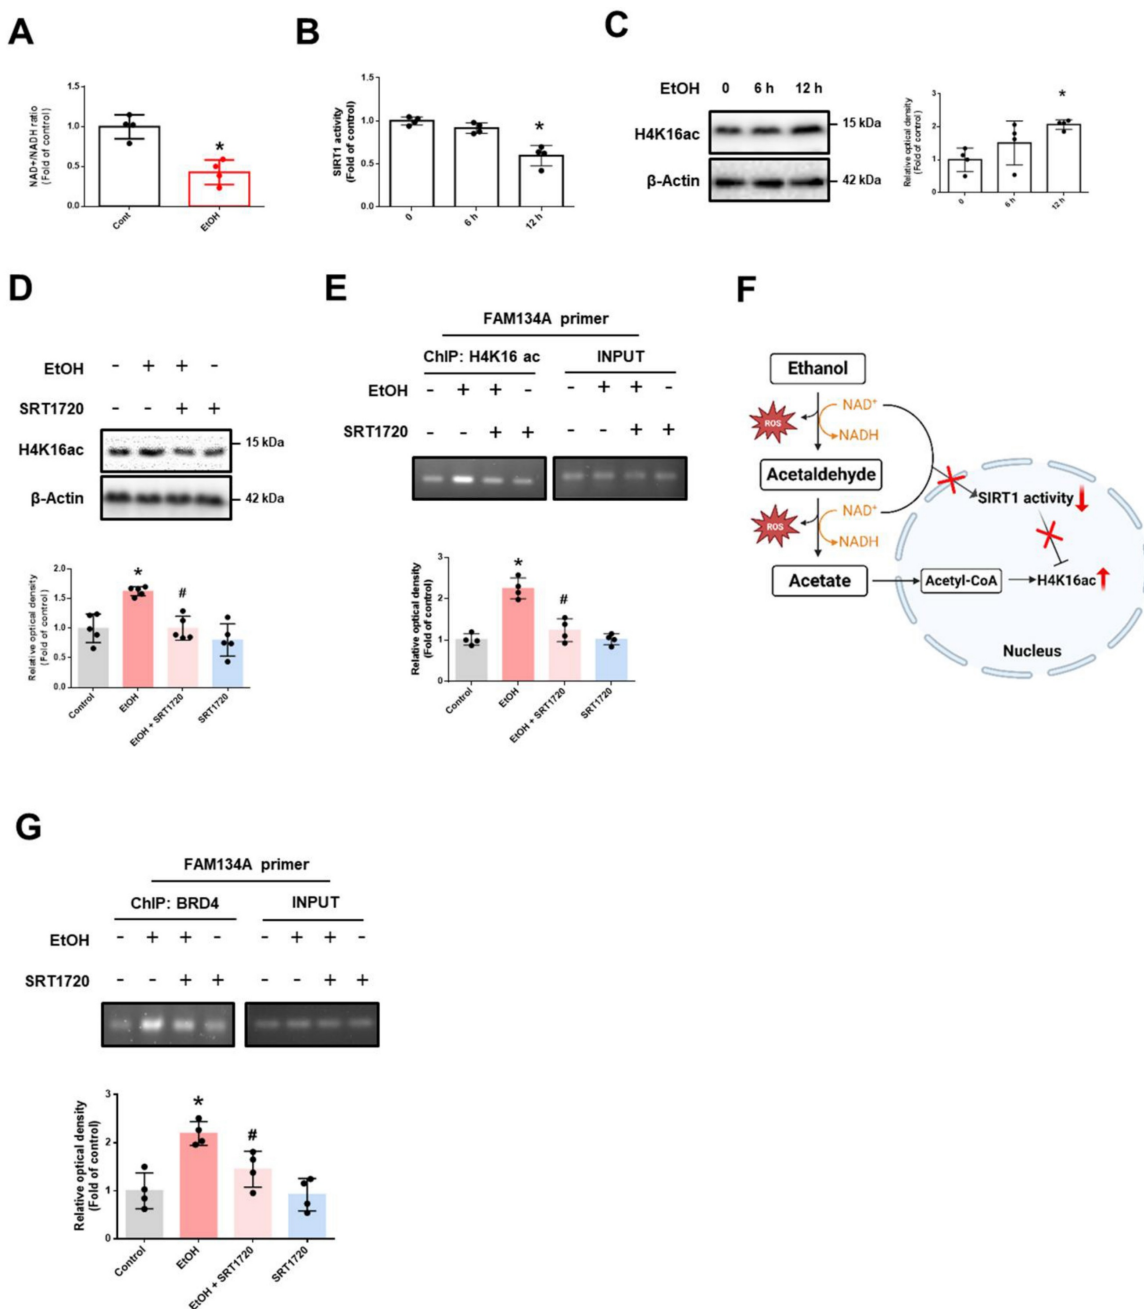 A
NAD+/NADH ratio
(Fold of control)
1.5
1.0
0.5
0.0
*
Cont
EtOH
B
SIRT1 activity
(Fold of control)
1.5
1.0
0.5
0.0
*
0
6 h
12 h
C
EtOH 0 6 h 12 h
H4K16ac
15 kDa
β-Actin
42 kDa
Relative optical density
(Fold of control)
3
2
1
0
*
0
6 h
12 h
D
EtOH - + + -
SRT1720 - - + +
H4K16ac
15 kDa
β-Actin
42 kDa
Relative optical density
(Fold of control)
2.0
1.5
1.0
0.5
0.0
*
#
Control
EtOH
EtOH + SRT1720
SRT1720
E
FAM134A primer
ChIP: H4K16 ac INPUT
EtOH - + + - - + + -
SRT1720 - - + + - - + +
Relative optical density
(Fold of control)
3
2
1
0
*
#
Control
EtOH
EtOH + SRT1720
SRT1720
F
Ethanol
ROS
NAD⁺
NADH
Acetaldehyde
ROS
NAD⁺
NADH
Acetate
Acetyl-CoA
SIRT1 activity
H4K16ac
Nucleus
G
FAM134A primer
ChIP: BRD4 INPUT
EtOH - + + - - + + -
SRT1720 - - + + - - + +
Relative optical density
(Fold of control)
3
2
1
0
*
#
Control
EtOH
EtOH + SRT1720
SRT1720